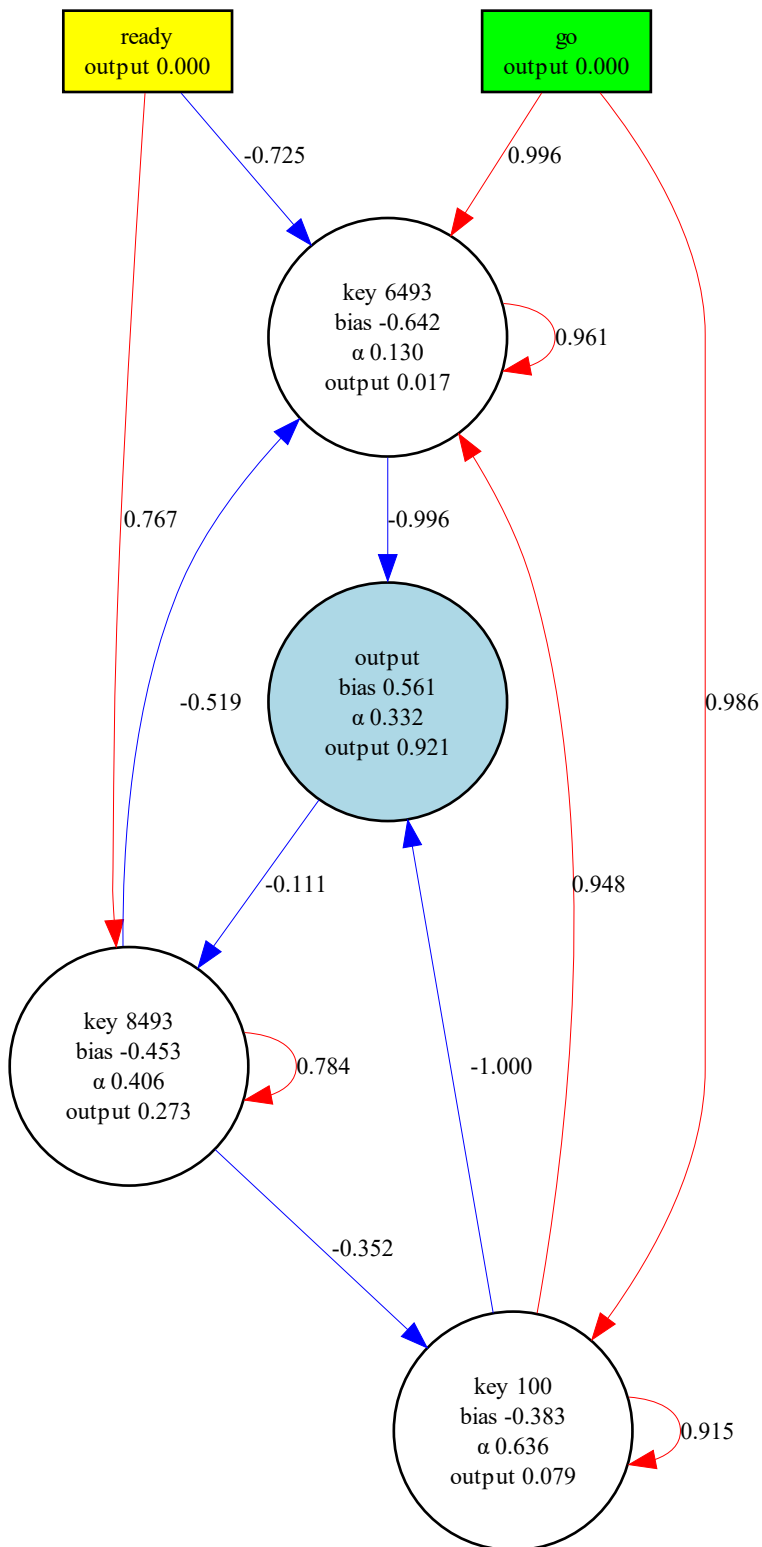 ready
output 0.000
go
output 0.000
-0.725
0.996
key 6493
bias -0.642
α 0.130
output 0.017
0.961
0.767
-0.996
-0.519
output
bias 0.561
α 0.332
output 0.921
0.986
-0.111
0.948
key 8493
bias -0.453
α 0.406
output 0.273
0.784
-1.000
-0.352
key 100
bias -0.383
α 0.636
output 0.079
0.915